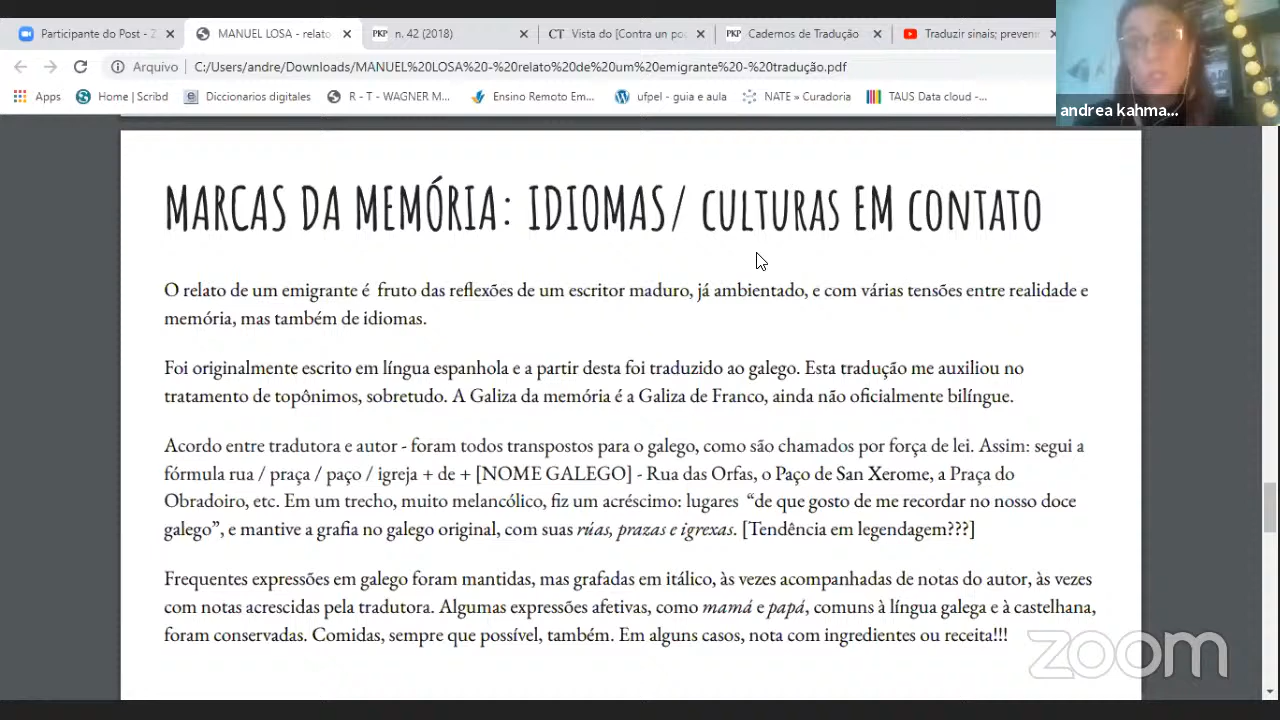 Participante do Post - Z
MANUEL LOSA - relato
n. 42 (2018)
Vista do [Contra un po
Cadernos de Tradução
Traduzir sinais; preveni
Arquivo
C:/Users/andre/Downloads/MANUEL%20LOSA%20-%20relato%20de%20um%20emigrante%20-%20tradução.pdf
Apps
Home | Scribd
Diccionarios digitales
R - T - WAGNER M...
Ensino Remoto Em...
ufpel - guia e aula
NATE » Curadoria
TAUS Data cloud -...
andrea kahma...
MARCAS DA MEMÓRIA: IDIOMAS/ CULTURAS EM CONTATO
O relato de um emigrante é fruto das reflexões de um escritor maduro, já ambientado, e com várias tensões entre realidade e
memória, mas também de idiomas.
Foi originalmente escrito em língua espanhola e a partir desta foi traduzido ao galego. Esta tradução me auxiliou no
tratamento de topônimos, sobretudo. A Galiza da memória é a Galiza de Franco, ainda não oficialmente bilíngue.
Acordo entre tradutora e autor - foram todos transpostos para o galego, como são chamados por força de lei. Assim: segui a
fórmula rua / praça / paço / igreja + de + [NOME GALEGO] - Rua das Orfas, o Paço de San Xerome, a Praça do
Obradoiro, etc. Em um trecho, muito melancólico, fiz um acréscimo: lugares “de que gosto de me recordar no nosso doce
galego”, e mantive a grafia no galego original, com suas rúas, prazas e igrexas. [Tendência em legendagem???]
Frequentes expressões em galego foram mantidas, mas grafadas em itálico, às vezes acompanhadas de notas do autor, às vezes
com notas acrescidas pela tradutora. Algumas expressões afetivas, como mamá e papá, comuns à língua galega e à castelhana,
foram conservadas. Comidas, sempre que possível, também. Em alguns casos, nota com ingredientes ou receita!!!
zoom